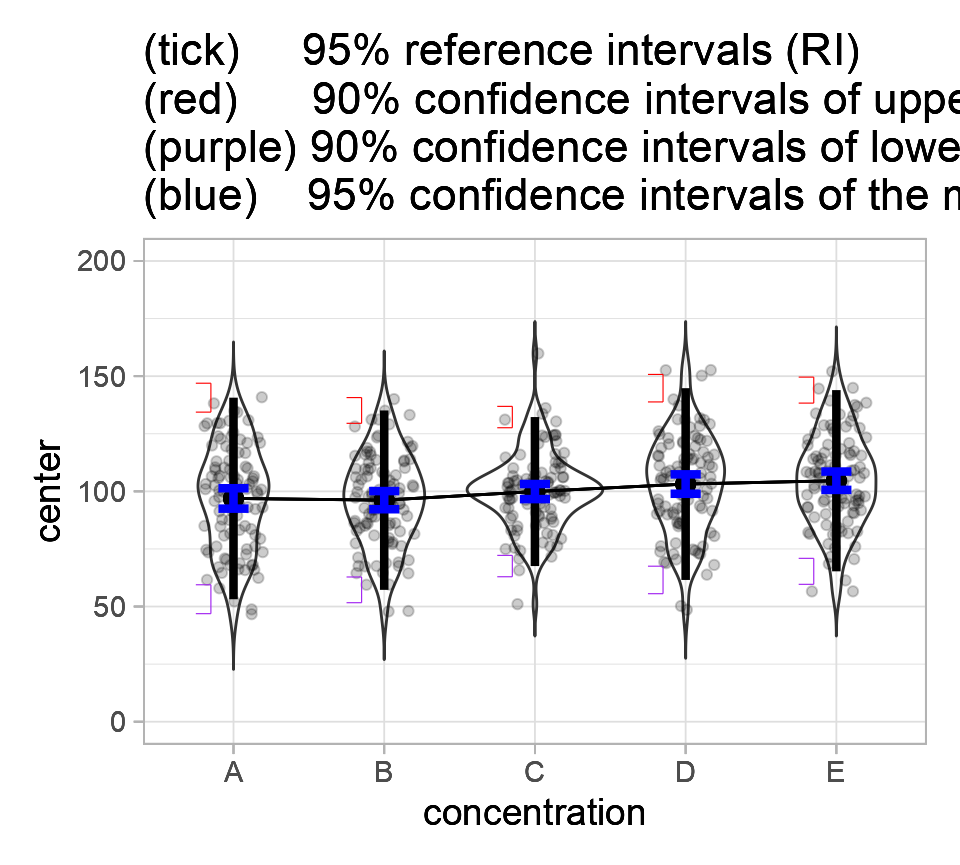 (tick) 95% reference intervals (RI)
(red) 90% confidence intervals of uppe
(purple) 90% confidence intervals of lowe
(blue) 95% confidence intervals of the m
200
150
100
50
0
center
A B C D E
concentration